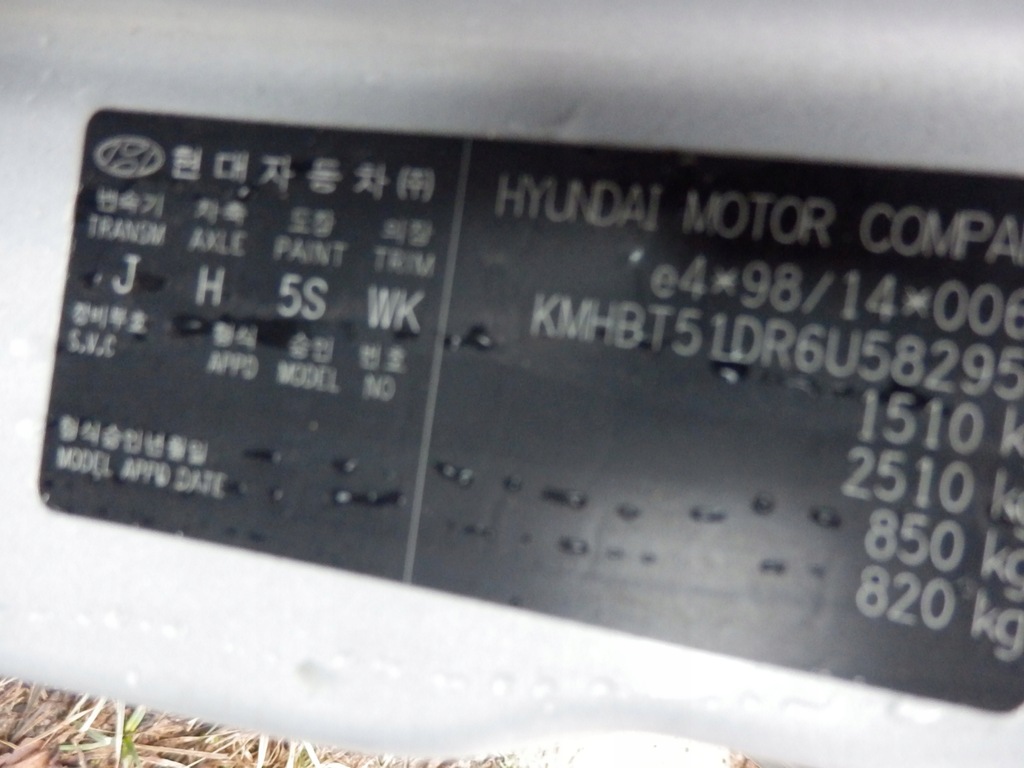 현대자동차(주)
변속기 차축 도장 의장
TRANSM AXLE PAINT TRIM
J H 5S WK
정비부호 형식 승인 번호
S.V.C APPD MODEL NO
형식승인년월일
MODEL APP'D DATE
HYUNDAI MOTOR COMPA
e4*98/14*006
KMHBT51DR6U58295
1510 k
2510 kg
850 kg
820 kg